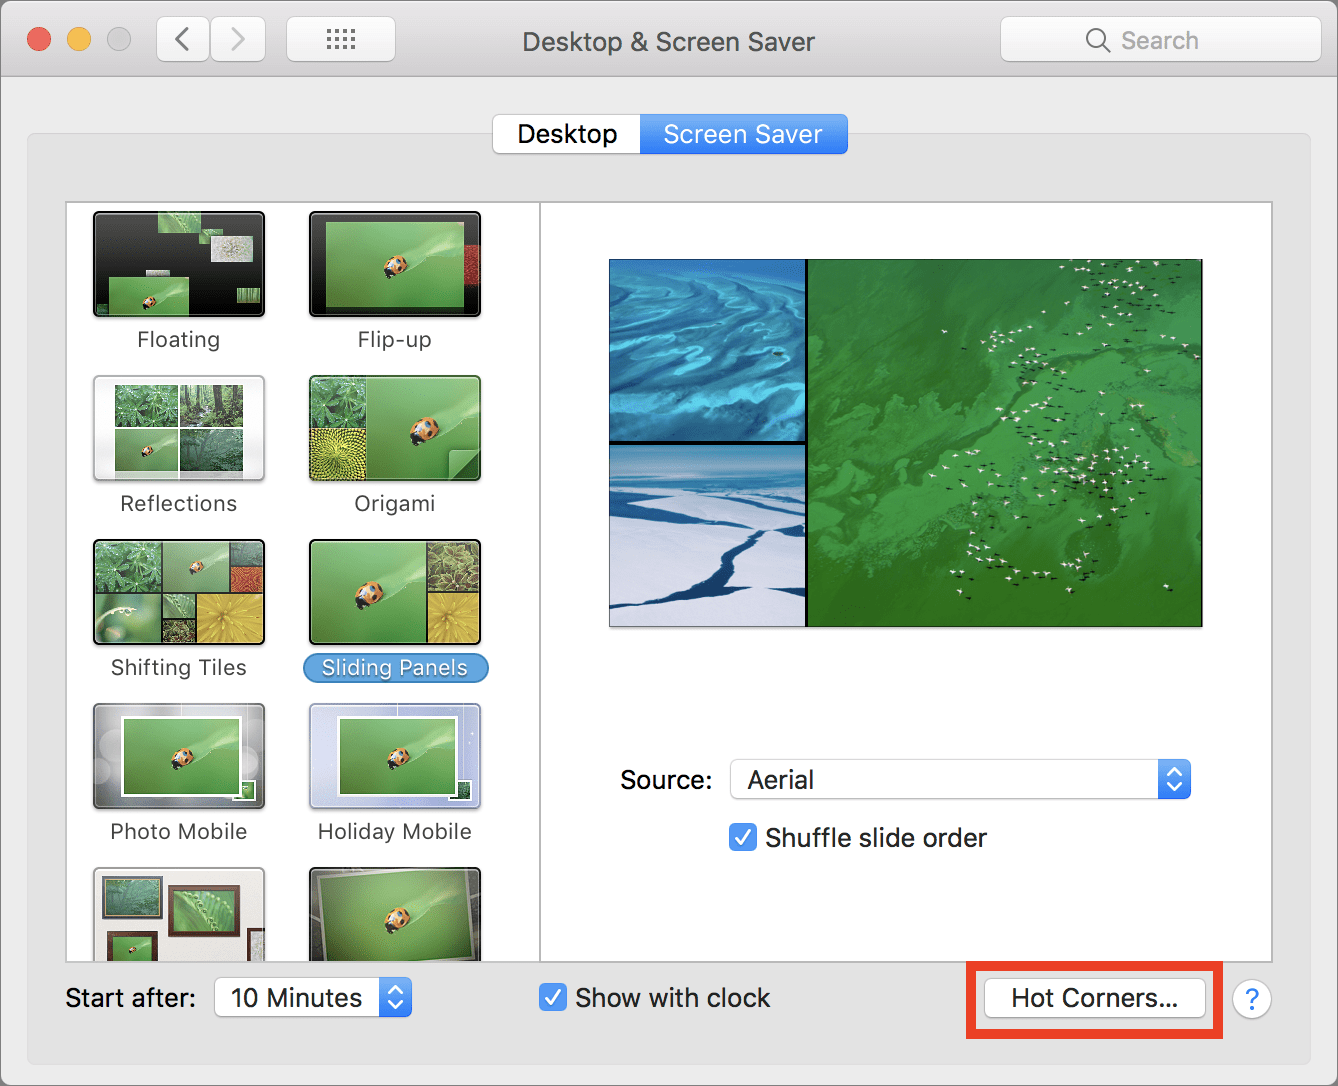 Desktop & Screen Saver
Search
Desktop
Screen Saver
Floating
Flip-up
Reflections
Origami
Shifting Tiles
Sliding Panels
Photo Mobile
Holiday Mobile
Source:
Aerial
Shuffle slide order
Start after:
10 Minutes
Show with clock
Hot Corners...
?